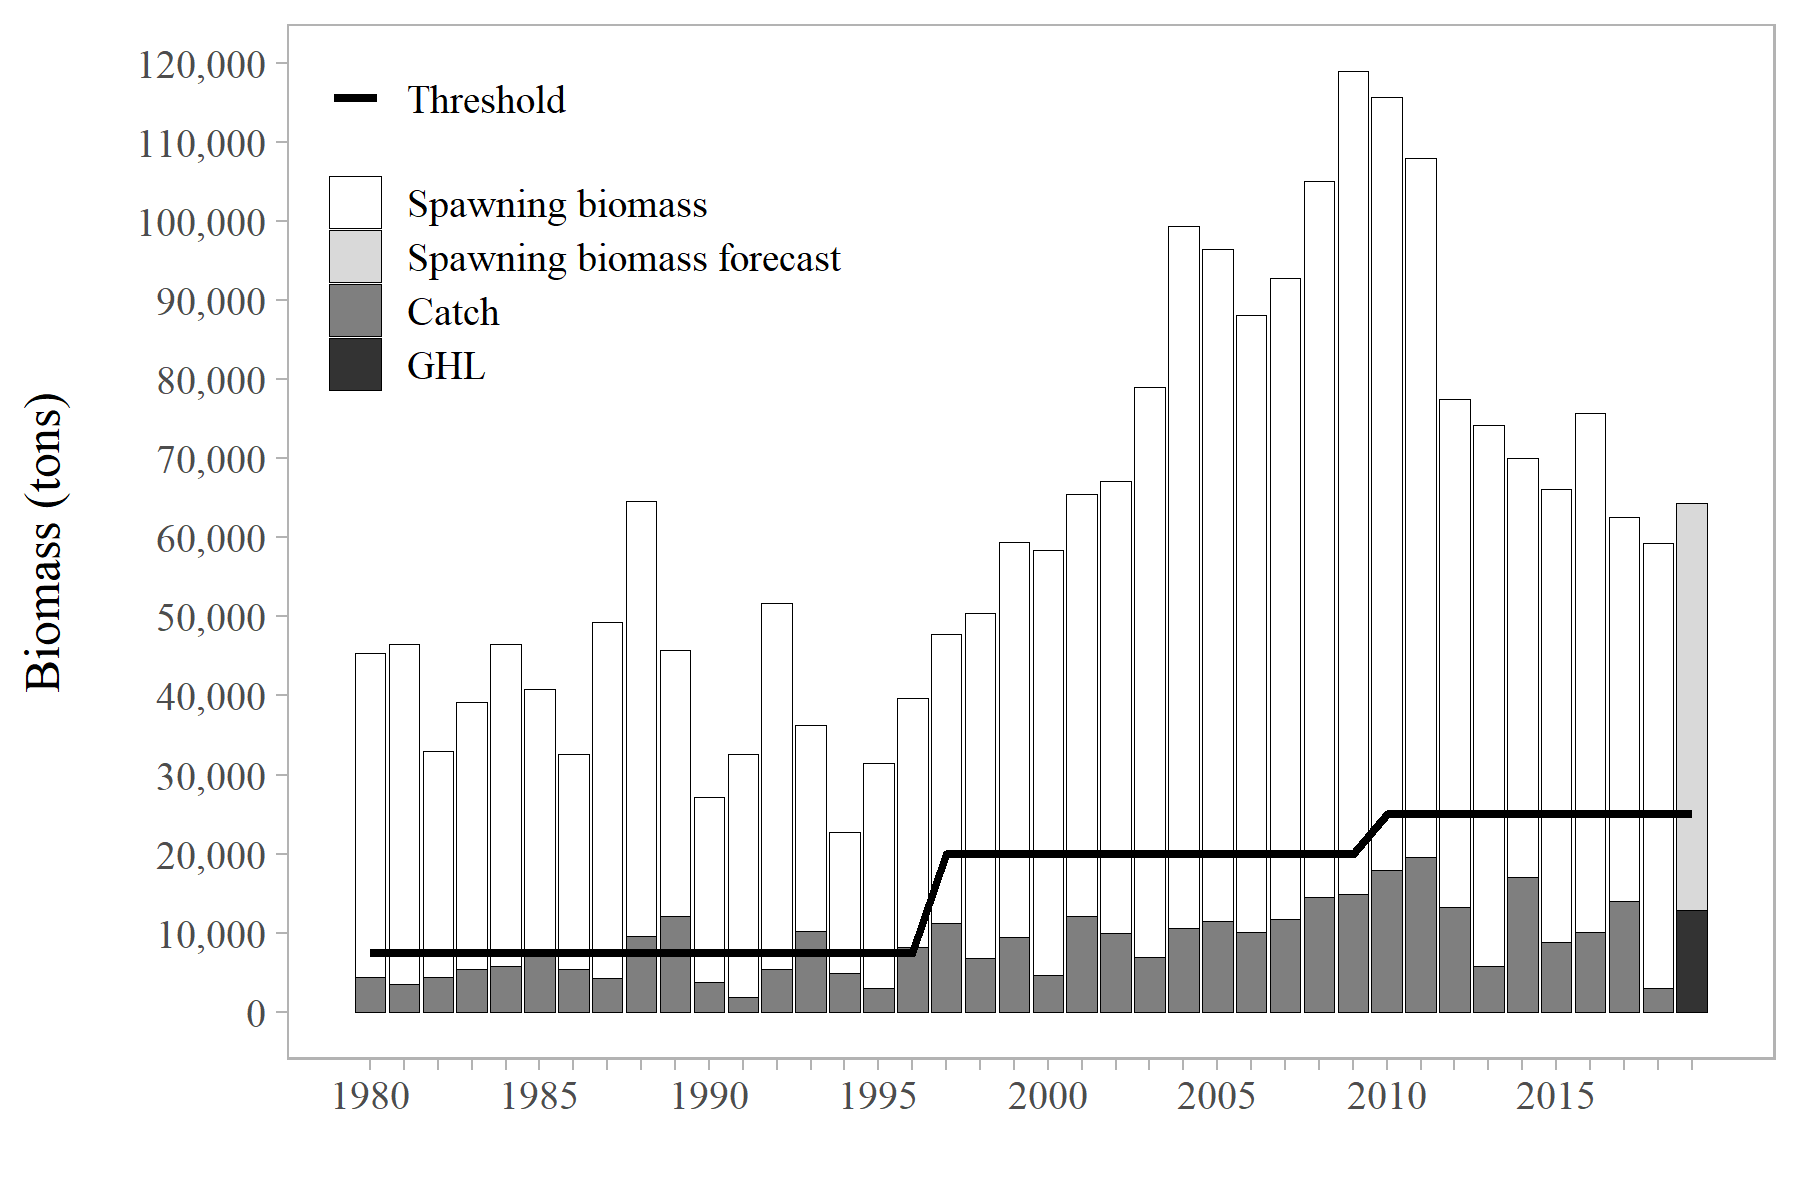 120,000
110,000
100,000
90,000
80,000
70,000
60,000
50,000
40,000
30,000
20,000
10,000
0
Biomass (tons)
Threshold
Spawning biomass
Spawning biomass forecast
Catch
GHL
1980 1985 1990 1995 2000 2005 2010 2015